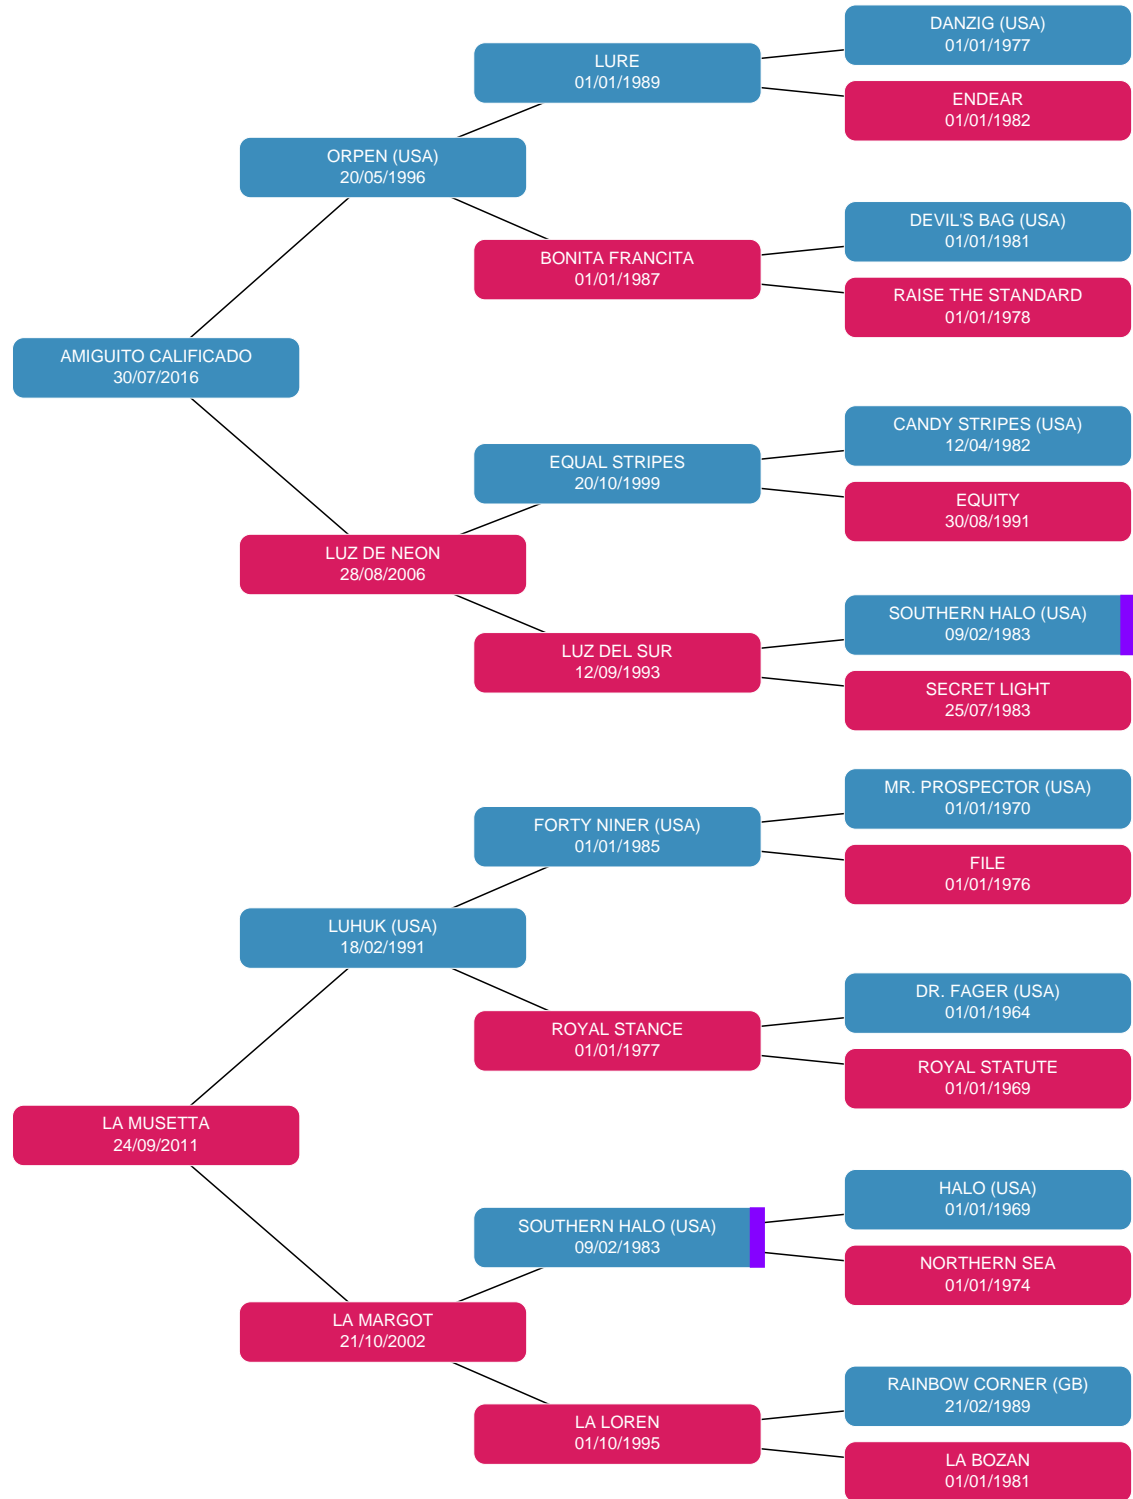 DANZIG (USA)
01/01/1977
LURE
01/01/1989
ENDEAR
01/01/1982
ORPEN (USA)
20/05/1996
DEVIL'S BAG (USA)
01/01/1981
BONITA FRANCITA
01/01/1987
RAISE THE STANDARD
01/01/1978
AMIGUITO CALIFICADO
30/07/2016
CANDY STRIPES (USA)
12/04/1982
EQUAL STRIPES
20/10/1999
EQUITY
30/08/1991
LUZ DE NEON
28/08/2006
SOUTHERN HALO (USA)
09/02/1983
LUZ DEL SUR
12/09/1993
SECRET LIGHT
25/07/1983
MR. PROSPECTOR (USA)
01/01/1970
FORTY NINER (USA)
01/01/1985
FILE
01/01/1976
LUHUK (USA)
18/02/1991
DR. FAGER (USA)
01/01/1964
ROYAL STANCE
01/01/1977
ROYAL STATUTE
01/01/1969
LA MUSETTA
24/09/2011
HALO (USA)
01/01/1969
SOUTHERN HALO (USA)
09/02/1983
NORTHERN SEA
01/01/1974
LA MARGOT
21/10/2002
RAINBOW CORNER (GB)
21/02/1989
LA LOREN
01/10/1995
LA BOZAN
01/01/1981